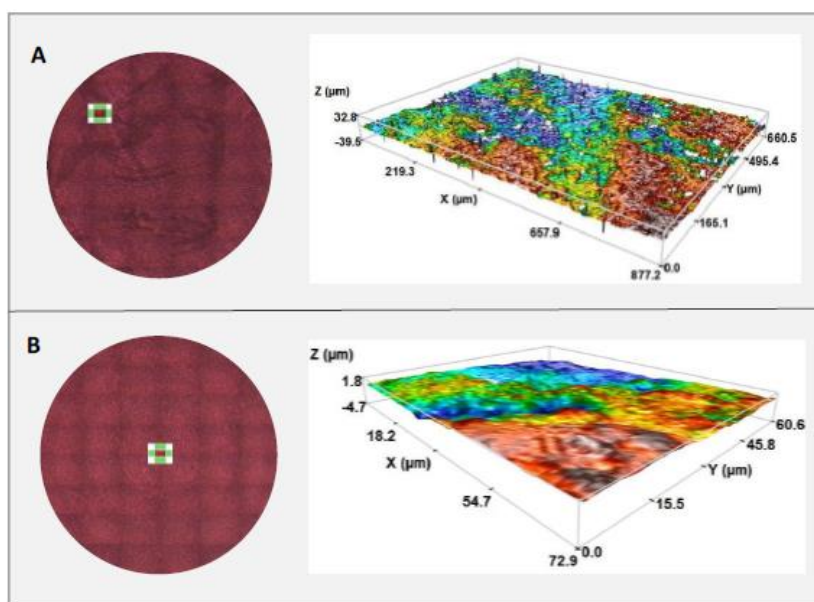 A
Z (µm)
32.8
-39.5
219.3
X (µm)
657.9
877.2
0.0
165.1
Y (µm)
495.4
660.5
B
Z (µm)
1.8
-4.7
18.2
X (µm)
54.7
72.9
0.0
15.5
Y (µm)
45.8
60.6